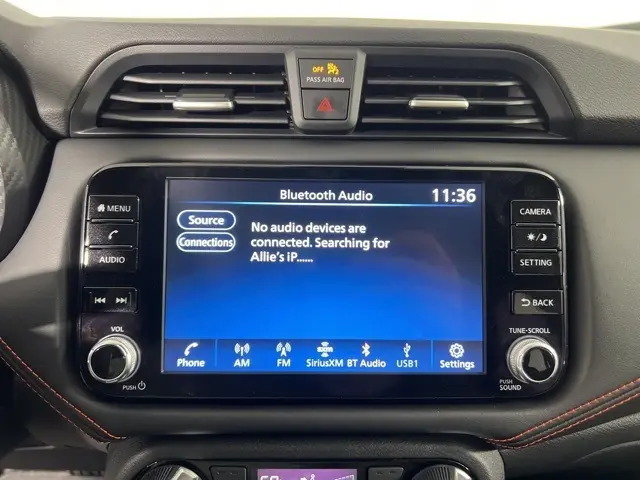 OFF
PASS AIR BAG
Bluetooth Audio 11:36
Source
Connections
No audio devices are
connected. Searching for
Allie's iP......
Phone AM FM SiriusXM BT Audio USB1 Settings
MENU
AUDIO
VOL
PUSH
CAMERA
SETTING
BACK
TUNE-SCROLL
PUSH
SOUND